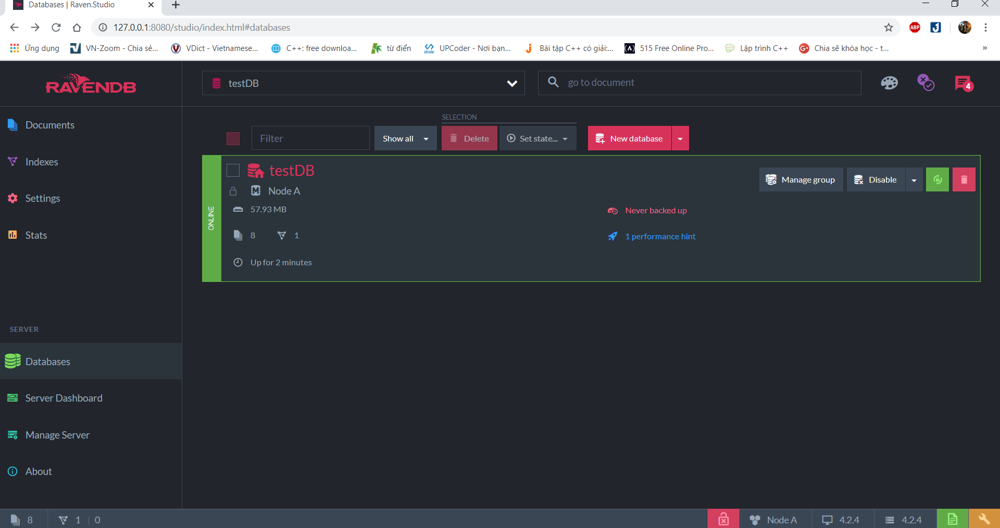 Databases | Raven.Studio
127.0.0.1:8080/studio/index.html#databases
ABP
Ứng dụng VN-Zoom - Chia sẻ... VDict - Vietnamese... C++: free downloa... từ điển UPCoder - Nơi bạn... Bài tập C++ có giải:... 515 Free Online Pro... Lập trình C++ Chia sẽ khóa học - t... »
RAVENDB
testDB
go to document
4
Documents
Indexes
Settings
Stats
SERVER
Databases
Server Dashboard
Manage Server
About
SELECTION
Filter
Show all
Delete
Set state...
New database
ONLINE
testDB
Manage group
Disable
Node A
57.93 MB
Never backed up
8 1
1 performance hint
Up for 2 minutes
8 1 | 0 Node A 4.2.4 4.2.4